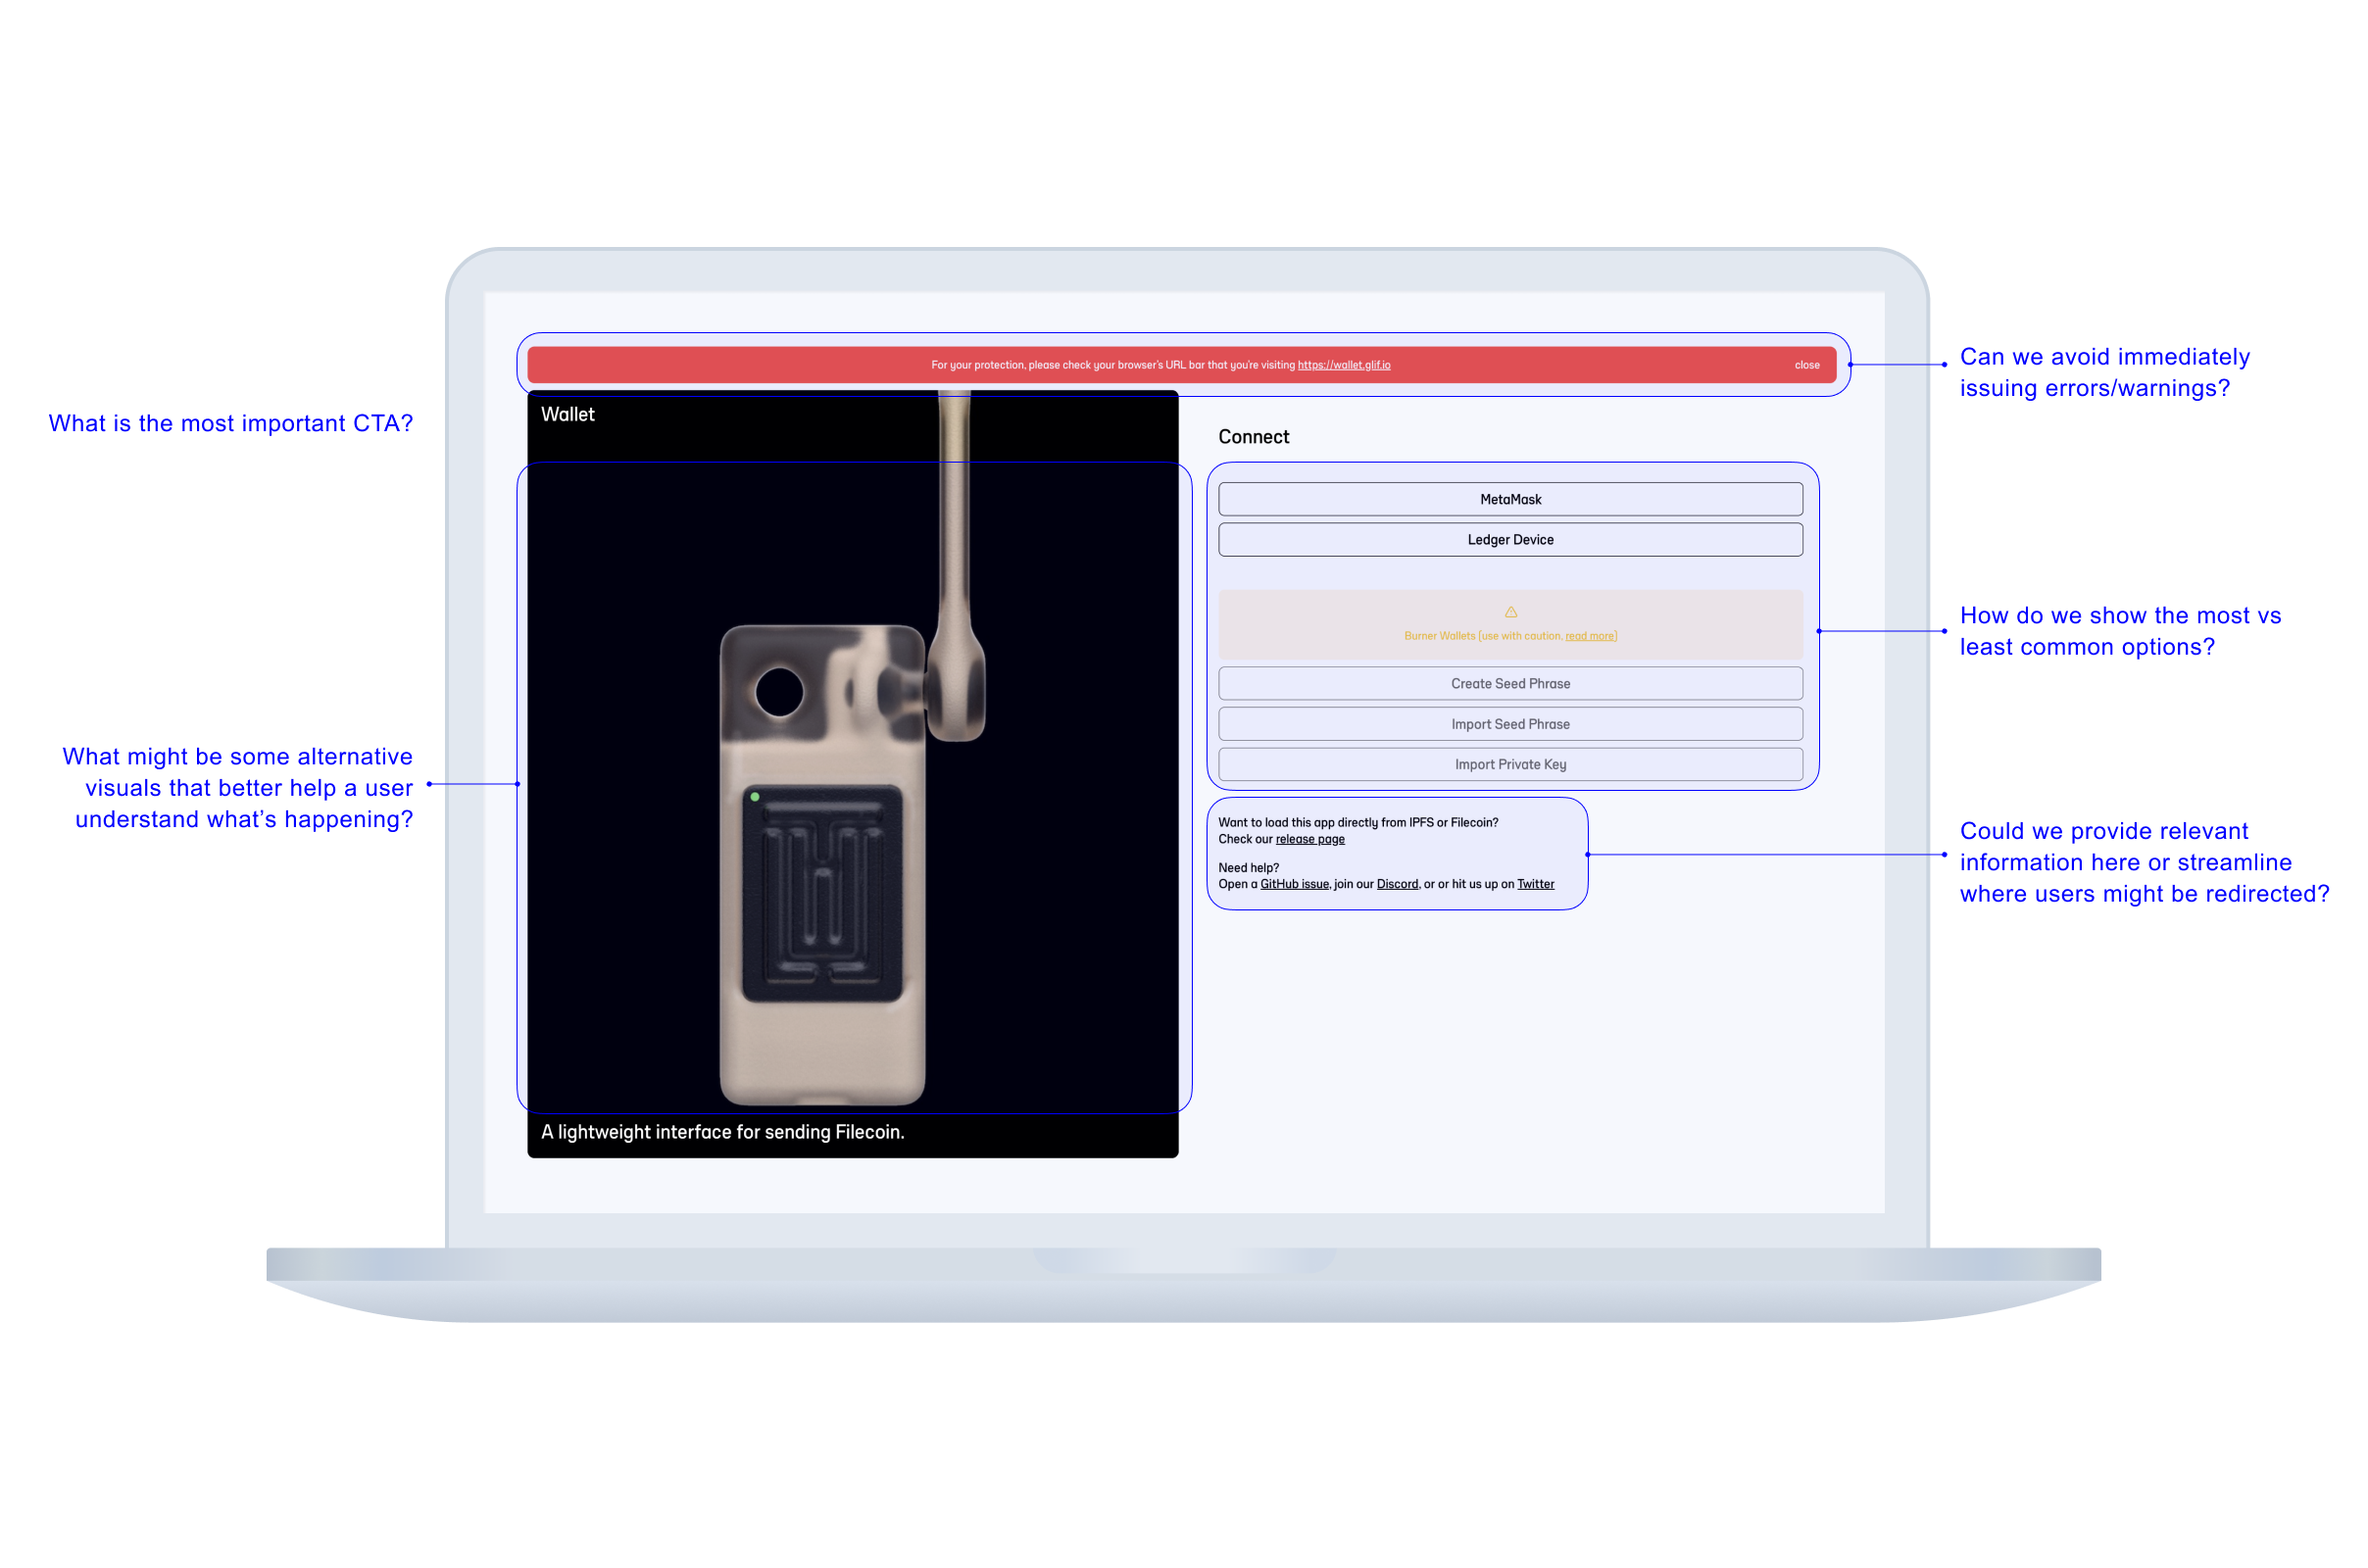 For your protection, please check your browser's URL bar that you're visiting https://wallet.glif.io
close
Can we avoid immediately
issuing errors/warnings?
What is the most important CTA?
Wallet
Connect
MetaMask
Ledger Device
Burner Wallets (use with caution, read more)
How do we show the most vs
least common options?
Create Seed Phrase
Import Seed Phrase
Import Private Key
What might be some alternative
visuals that better help a user
understand what’s happening?
Want to load this app directly from IPFS or Filecoin?
Check our release page
Need help?
Open a GitHub issue, join our Discord, or or hit us up on Twitter
Could we provide relevant
information here or streamline
where users might be redirected?
A lightweight interface for sending Filecoin.